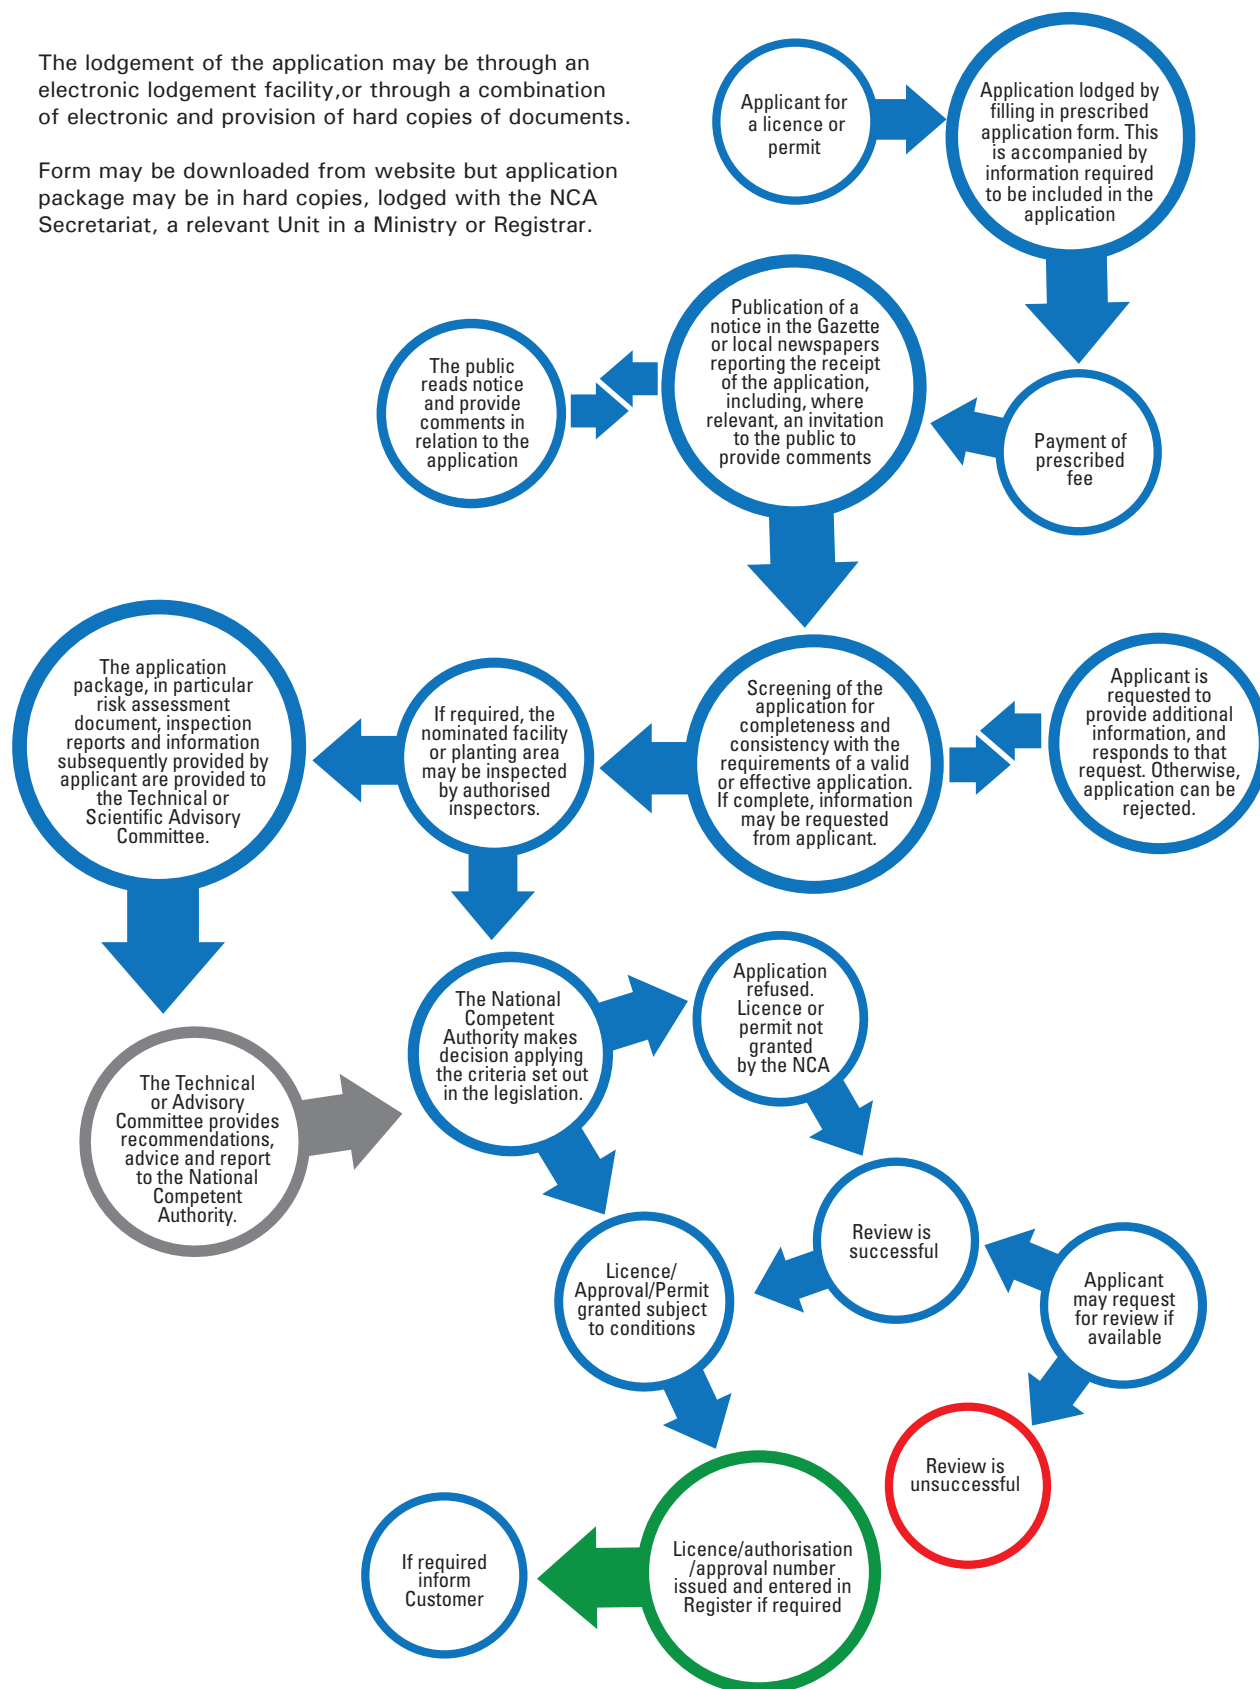 The lodgement of the application may be through an
electronic lodgement facility,or through a combination
of electronic and provision of hard copies of documents.
Form may be downloaded from website but application
package may be in hard copies, lodged with the NCA
Secretariat, a relevant Unit in a Ministry or Registrar.
Applicant for
a licence or
permit
Application lodged by
filling in prescribed
application form. This
is accompanied by
information required
to be included in the
application
Payment of
prescribed
fee
Publication of a
notice in the Gazette
or local newspapers
reporting the receipt
of the application,
including, where
relevant, an invitation
to the public to
provide comments
The public
reads notice
and provide
comments in
relation to the
application
Screening of the
application for
completeness and
consistency with the
requirements of a valid
or effective application.
If complete, information
may be requested
from applicant.
Applicant is
requested to
provide additional
information, and
responds to that
request. Otherwise,
application can be
rejected.
If required, the
nominated facility
or planting area
may be inspected
by authorised
inspectors.
The application
package, in particular
risk assessment
document, inspection
reports and information
subsequently provided by
applicant are provided to
the Technical or
Scientific Advisory
Committee.
The Technical
or Advisory
Committee provides
recommendations,
advice and report
to the National
Competent
Authority.
The National
Competent
Authority makes
decision applying
the criteria set out
in the legislation.
Application
refused.
Licence or
permit not
granted
by the NCA
Review is
successful
Applicant
may request
for review if
available
Licence/
Approval/Permit
granted subject
to conditions
Review is
unsuccessful
Licence/authorisation
/approval number
issued and entered in
Register if required
If required
inform
Customer